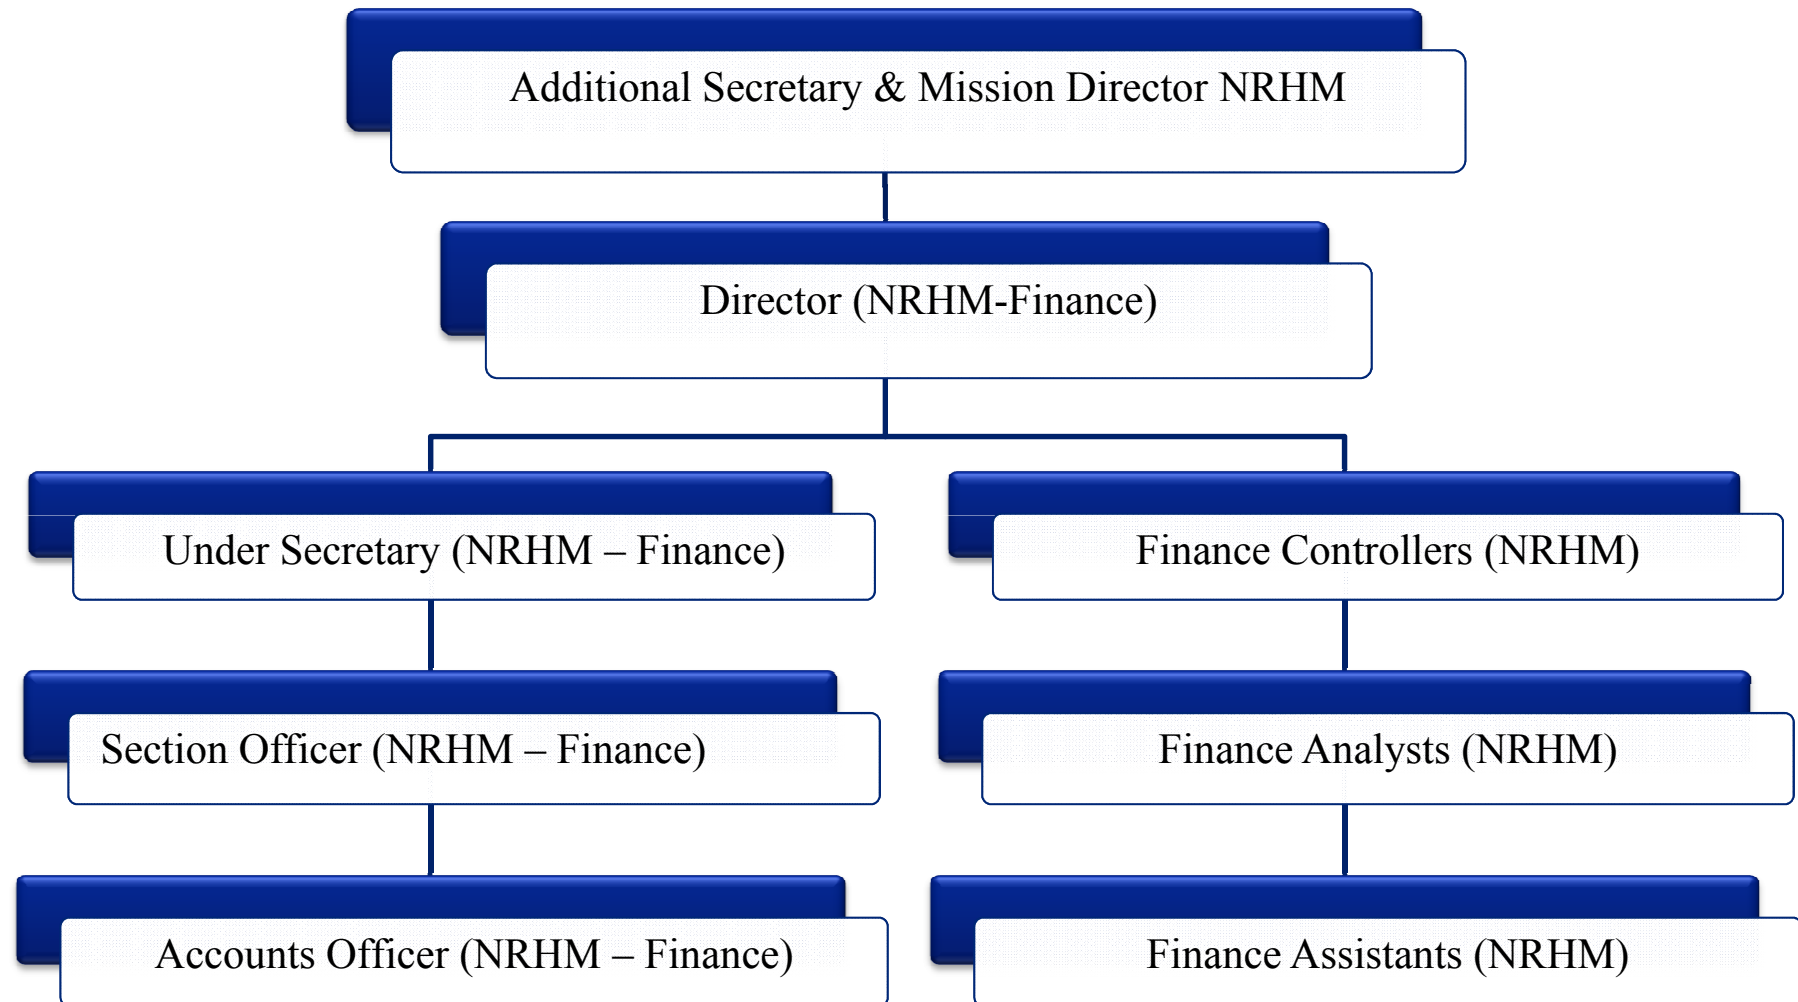 Additional Secretary & Mission Director NRHM
Director (NRHM-Finance)
Under Secretary (NRHM – Finance)
Finance Controllers (NRHM)
Section Officer (NRHM – Finance)
Finance Analysts (NRHM)
Accounts Officer (NRHM – Finance)
Finance Assistants (NRHM)